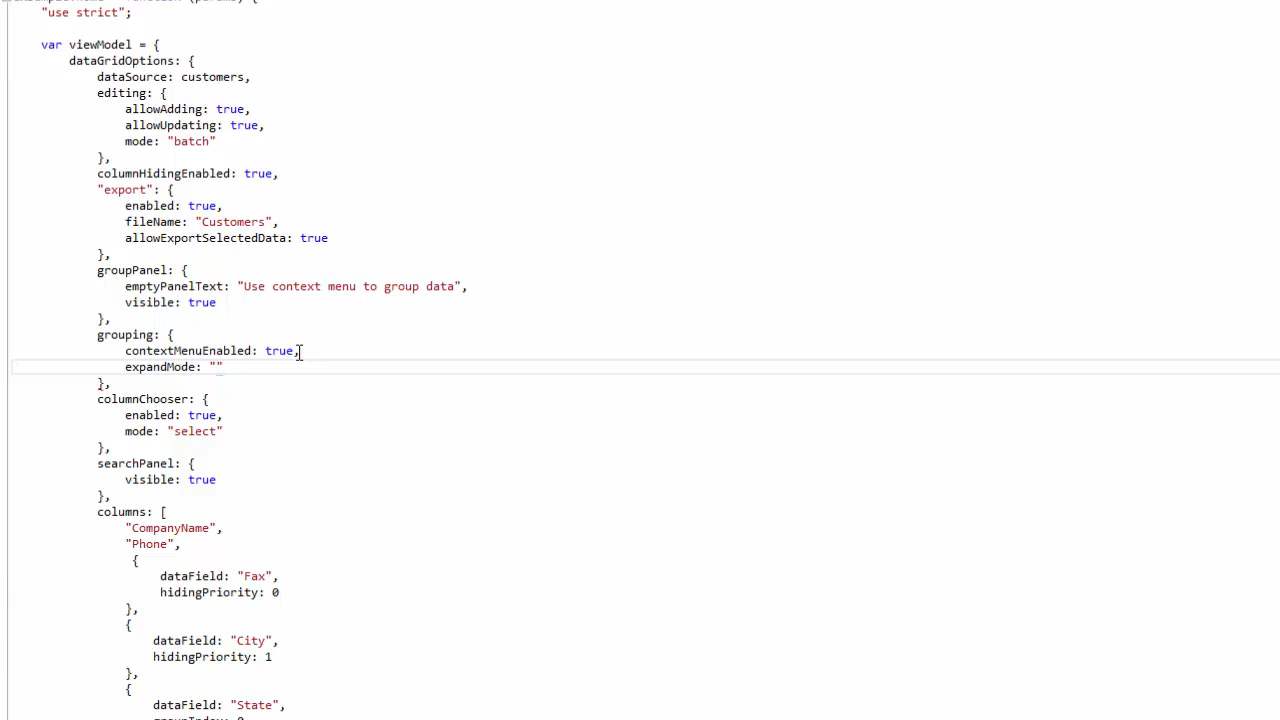 "use strict";
var viewModel = {
dataGridOptions: {
dataSource: customers,
editing: {
allowAdding: true,
allowUpdating: true,
mode: "batch"
},
columnHidingEnabled: true,
"export": {
enabled: true,
fileName: "Customers",
allowExportSelectedData: true
},
groupPanel: {
emptyPanelText: "Use context menu to group data",
visible: true
},
grouping: {
contextMenuEnabled: true,
expandMode: ""
},
columnChooser: {
enabled: true,
mode: "select"
},
searchPanel: {
visible: true
},
columns: [
"CompanyName",
"Phone",
{
dataField: "Fax",
hidingPriority: 0
},
{
dataField: "City",
hidingPriority: 1
},
{
dataField: "State",
groupIndex: 0